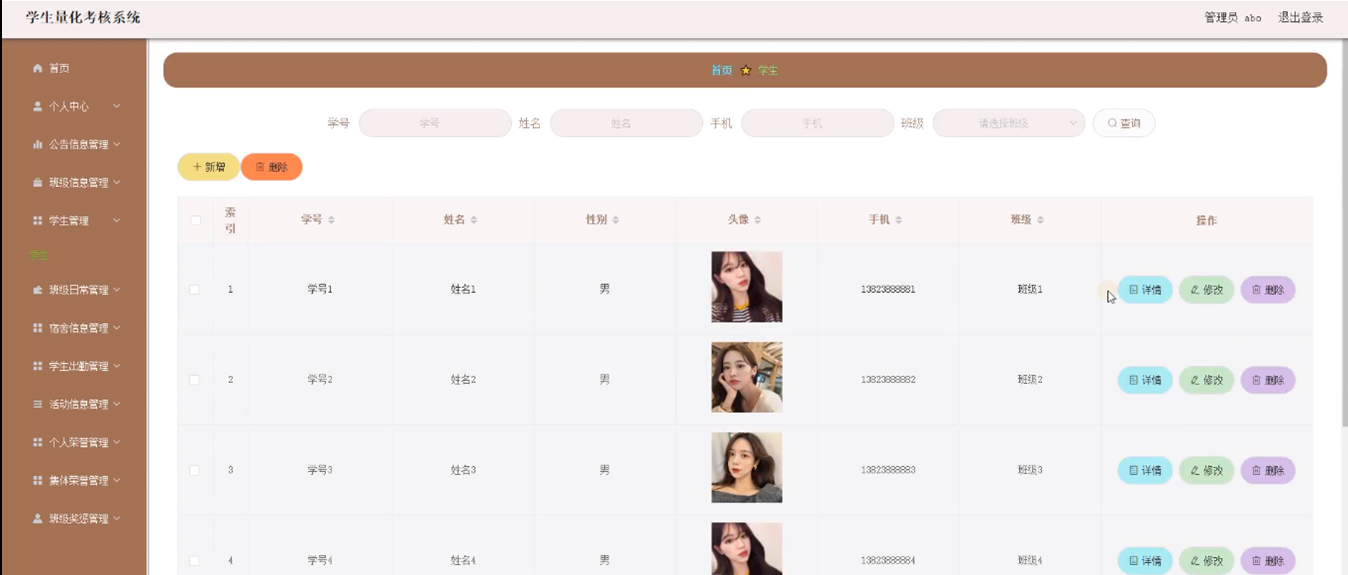 学生量化考核系统
管理员 abo 退出登录
首页
个人中心
公告信息管理
班级信息管理
学生管理
学生
班级日常管理
宿舍信息管理
学生出勤管理
活动信息管理
个人荣誉管理
集体荣誉管理
班级奖惩管理
首页 学生
学号 学号 姓名 姓名 手机 手机 班级 请选择班级 查询
新增 删除
索引 学号 姓名 性别 头像 手机 班级 操作
1 学号1 姓名1 男 13823888881 班级1 详情 修改 删除
2 学号2 姓名2 男 13823888882 班级2 详情 修改 删除
3 学号3 姓名3 男 13823888883 班级3 详情 修改 删除
4 学号4 姓名4 男 13823888884 班级4 详情 修改 删除